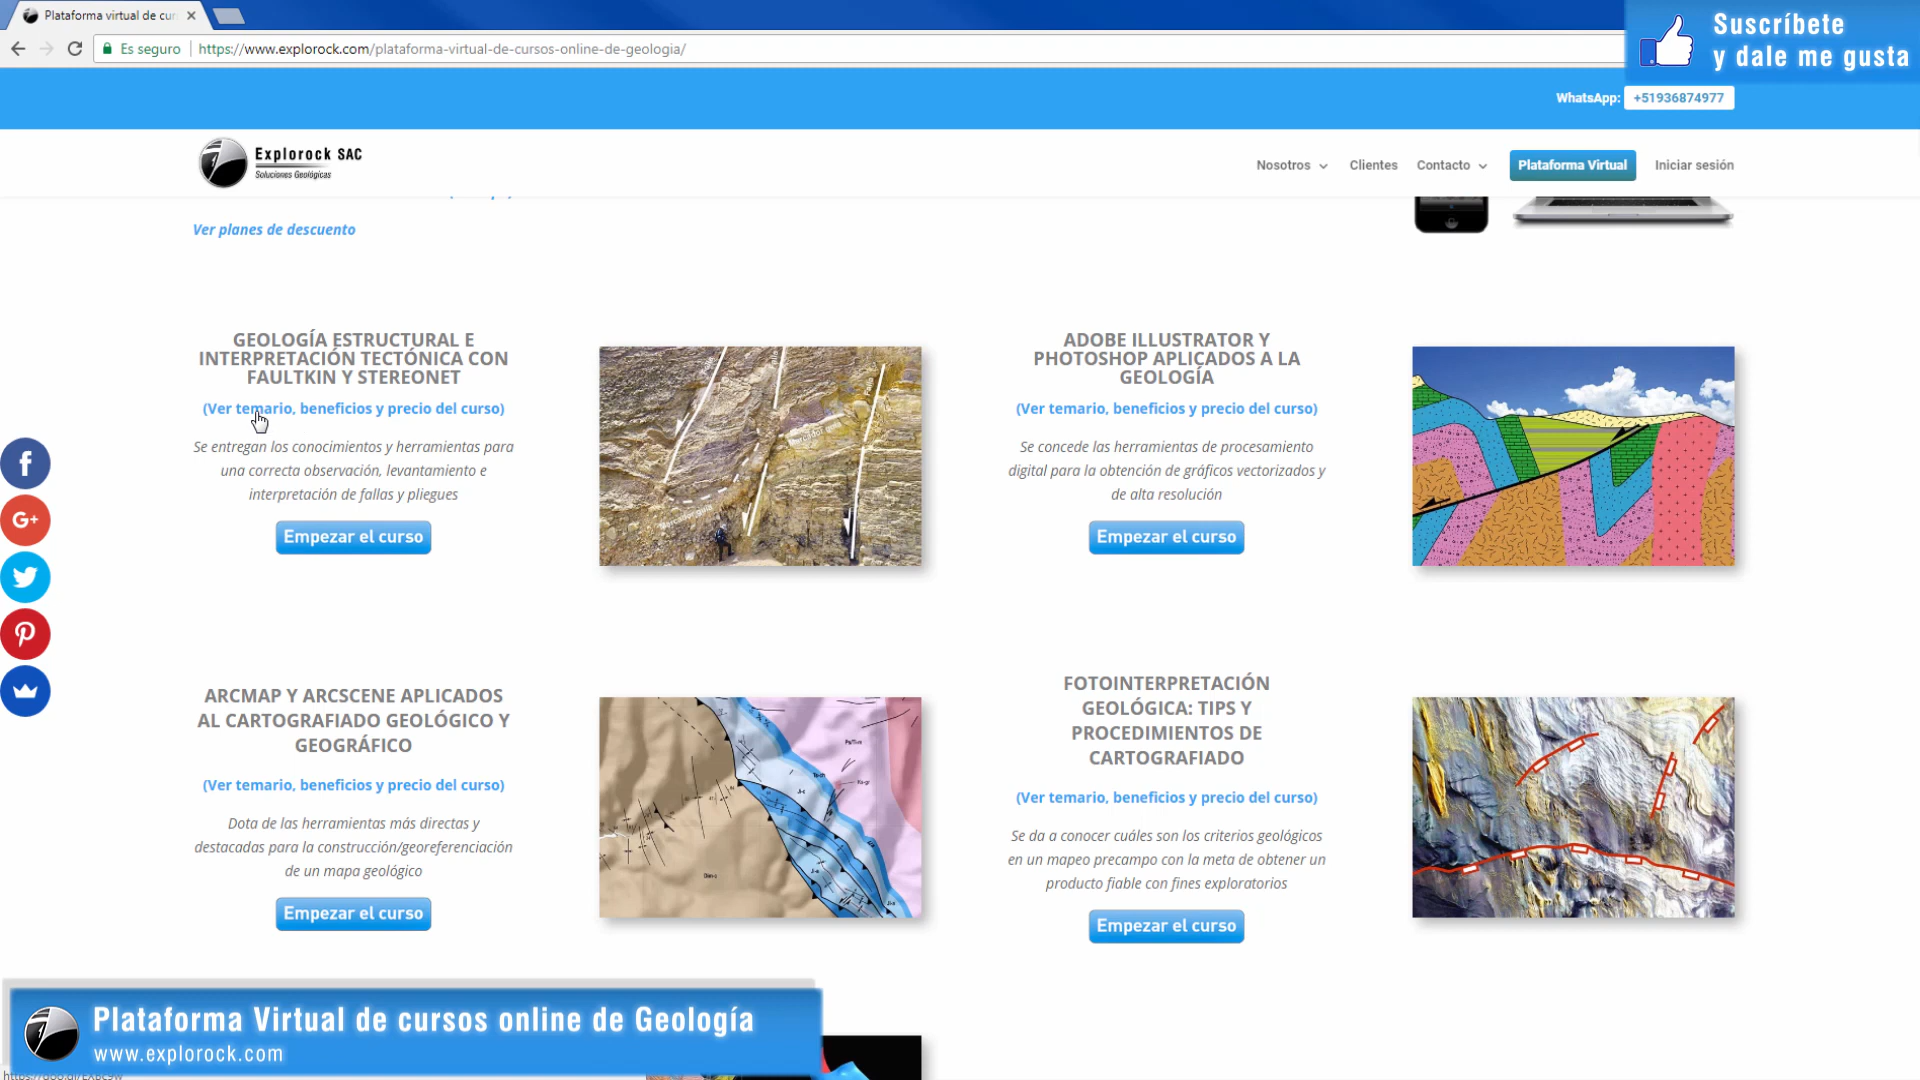 Plataforma virtual de cur
Suscríbete
y dale me gusta
Es seguro
https://www.explorock.com/plataforma-virtual-de-cursos-online-de-geologia/
WhatsApp: +51936874977
Explorock SAC
Soluciones Geológicas
Nosotros
Clientes
Contacto
Plataforma Virtual
Iniciar sesión
Ver planes de descuento
GEOLOGÍA ESTRUCTURAL E
INTERPRETACIÓN TECTÓNICA CON
FAULTKIN Y STEREONET
(Ver temario, beneficios y precio del curso)
Se entregan los conocimientos y herramientas para
una correcta observación, levantamiento e
interpretación de fallas y pliegues
Empezar el curso
ADOBE ILLUSTRATOR Y
PHOTOSHOP APLICADOS A LA
GEOLOGÍA
(Ver temario, beneficios y precio del curso)
Se concede las herramientas de procesamiento
digital para la obtención de gráficos vectorizados y
de alta resolución
Empezar el curso
ARCMAP Y ARCSCENE APLICADOS
AL CARTOGRAFIADO GEOLÓGICO Y
GEOGRÁFICO
(Ver temario, beneficios y precio del curso)
Dota de las herramientas más directas y
destacadas para la construcción/georeferenciación
de un mapa geológico
Empezar el curso
FOTOINTERPRETACIÓN
GEOLÓGICA: TIPS Y
PROCEDIMIENTOS DE
CARTOGRAFIADO
(Ver temario, beneficios y precio del curso)
Se da a conocer cuáles son los criterios geológicos
en un mapeo precampo con la meta de obtener un
producto fiable con fines exploratorios
Empezar el curso
Plataforma Virtual de cursos online de Geología
www.explorock.com